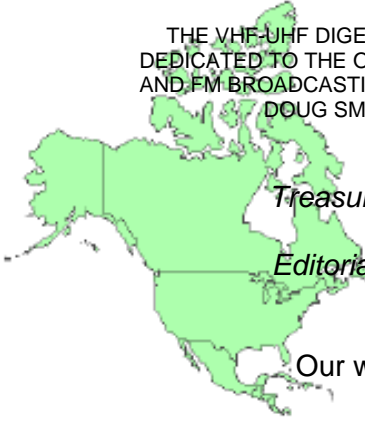 THE VHF-UHF DIGE
DEDICATED TO THE O
AND FM BROADCASTI
DOUG SM
Treasur
Editoria
Our w